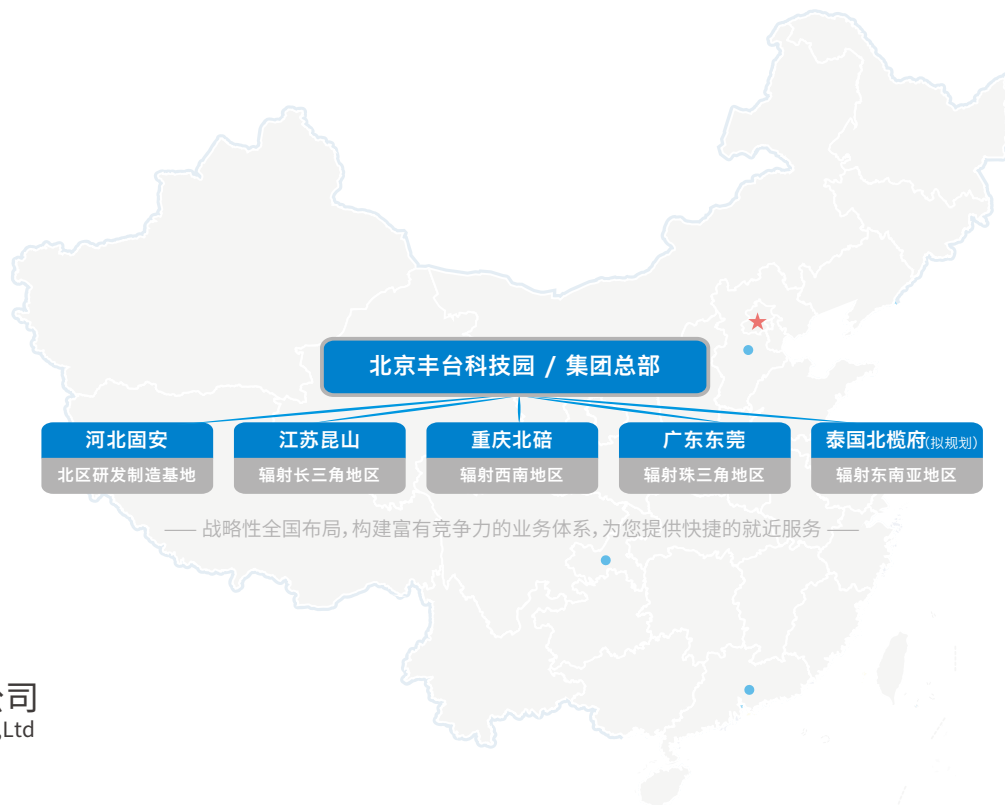 北京丰台科技园 / 集团总部
河北固安
北区研发制造基地
江苏昆山
辐射长三角地区
重庆北碚
辐射西南地区
广东东莞
辐射珠三角地区
泰国北榄府(拟规划)
辐射东南亚地区
—— 战略性全国布局,构建富有竞争力的业务体系,为您提供快捷的就近服务 ——
司
,Ltd